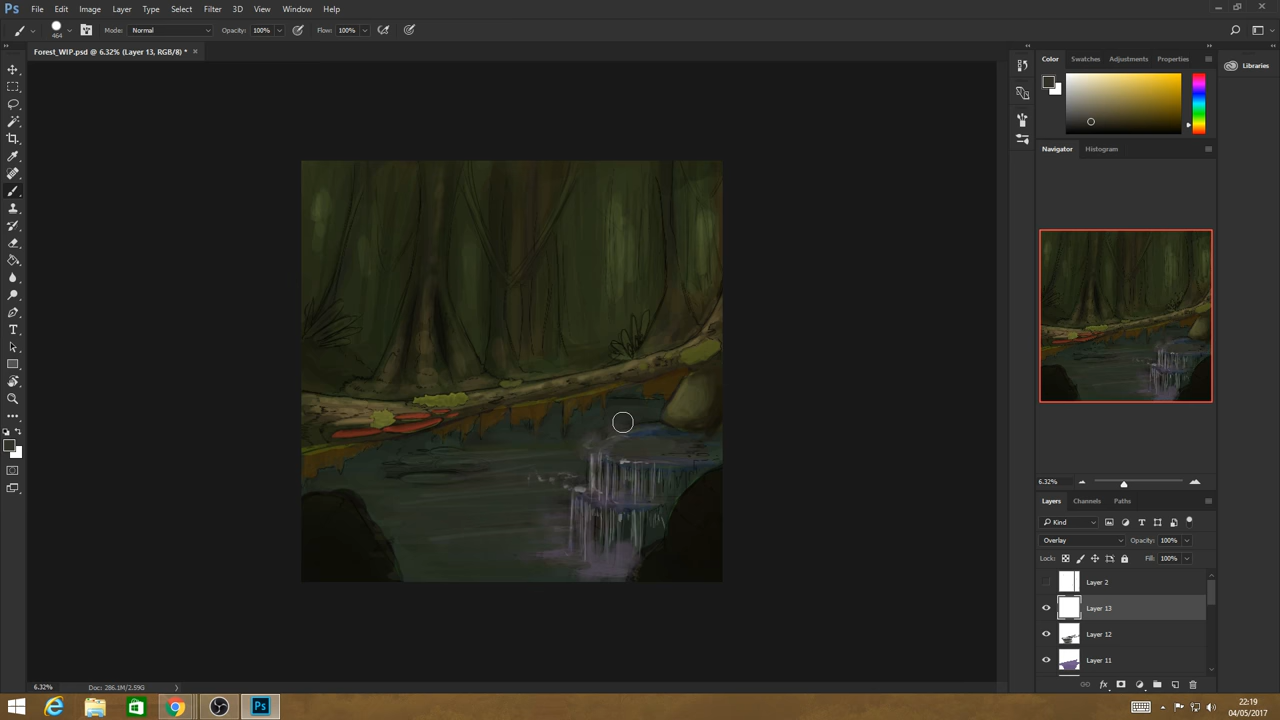 Ps File Edit Image Layer Type Select Filter 3D View Window Help
464 Mode: Normal Opacity: 100% Flow: 100%
Forest_WIP.psd @ 6.32% (Layer 13, RGB/8) * ×
Color Swatches Adjustments Properties
Libraries
Navigator Histogram
6.32%
Layers Channels Paths
Kind
Overlay Opacity: 100%
Lock: Fill: 100%
Layer 2
Layer 13
Layer 12
Layer 11
6.32% Doc: 286.1M/2.59G
Ps
22:19
04/05/2017